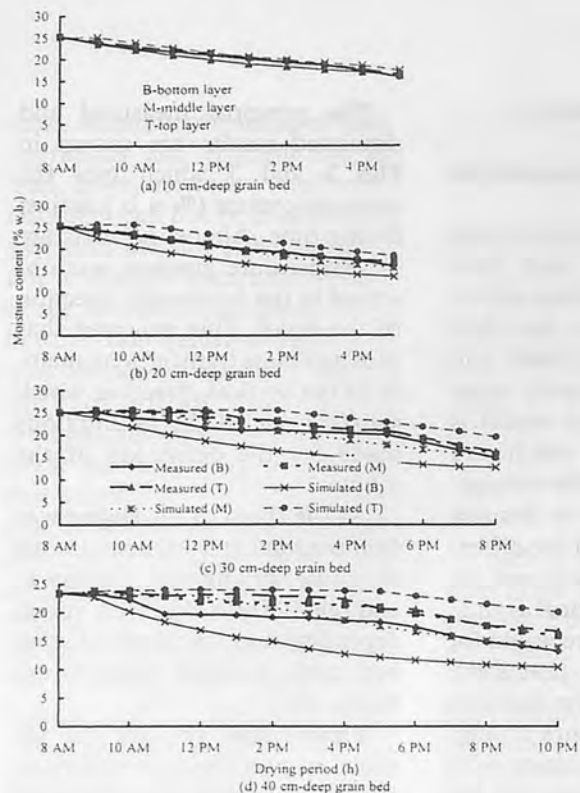 Moisture content (% w.b.)
30
25
20
15
10
5
0
B-bottom layer
M-middle layer
T-top layer
8 AM 10 AM 12 PM 2 PM 4 PM
(a) 10 cm-deep grain bed
30
25
20
15
10
5
0
8 AM 10 AM 12 PM 2 PM 4 PM
(b) 20 cm-deep grain bed
30
25
20
15
10
5
0
Measured (B) Measured (M)
Measured (T) Simulated (B)
Simulated (M) Simulated (T)
8 AM 10 AM 12 PM 2 PM 4 PM 6 PM 8 PM
(c) 30 cm-deep grain bed
25
20
15
10
5
0
8 AM 10 AM 12 PM 2 PM 4 PM 6 PM 8 PM 10 PM
Drying period (h)
(d) 40 cm-deep grain bed